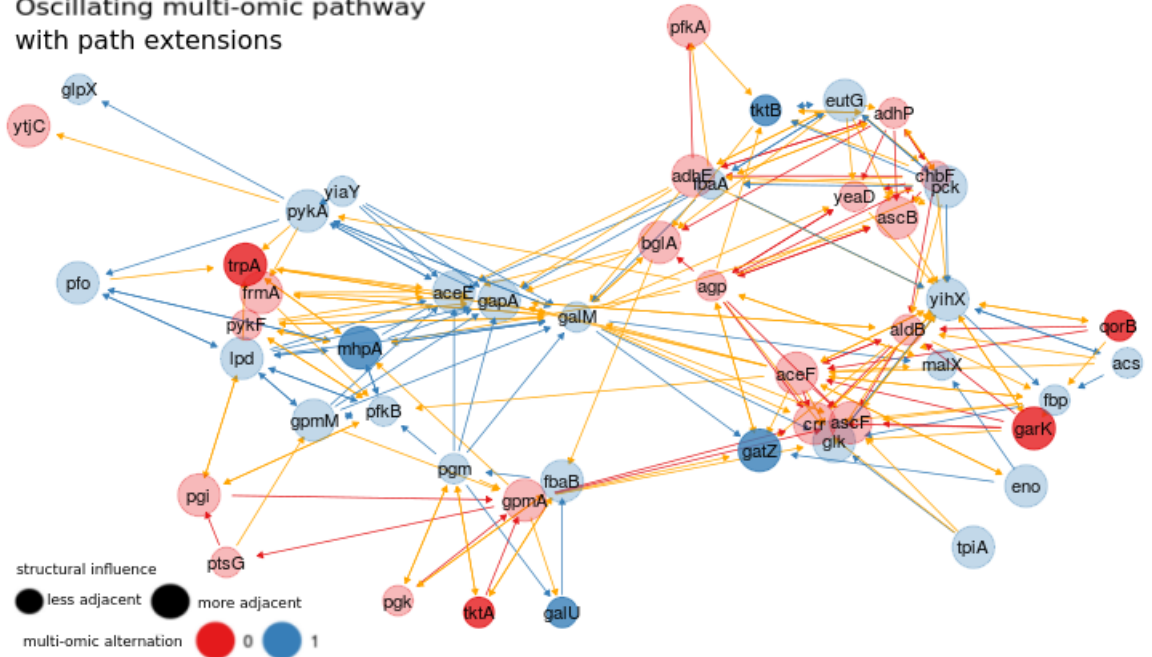 Oscillating multi-omic pathway
with path extensions
pfkA
glpX
tktB
eutG
adhP
ytjC
adhE
fbaA
chbF
pck
yiaY
yeaD
pykA
ascB
bglA
trpA
pfo
frmA
aceE
gapA
agp
yihX
galM
pykF
aldB
qorB
lpd
mhpA
malX
acs
aceF
fbp
gpmM
pfkB
crr
ascF
garK
glk
gatZ
pgm
fbaB
eno
pgi
gpmA
tpiA
ptsG
structural influence
less adjacent
more adjacent
pgk
tktA
galU
multi-omic alternation
0
1